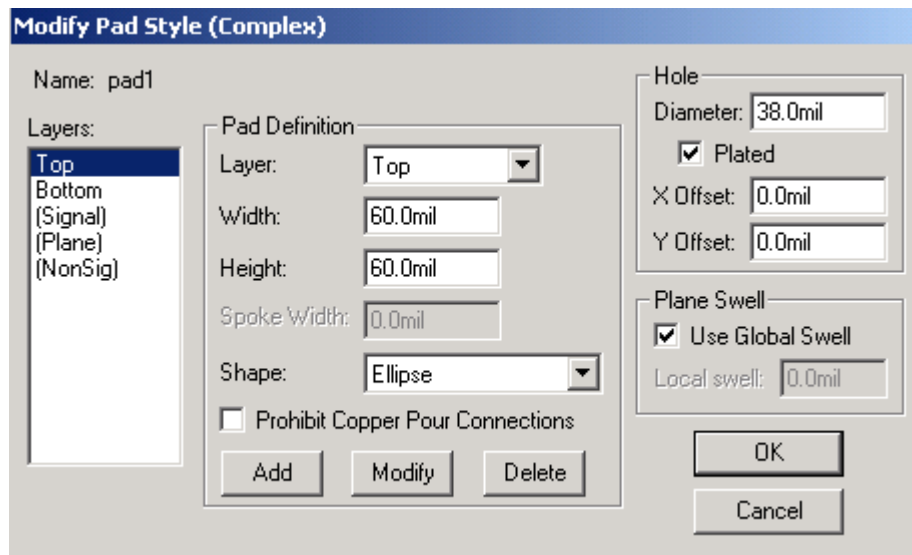 Modify Pad Style (Complex)
Name: pad1
Layers:
Top
Bottom
(Signal)
(Plane)
(NonSig)
Pad Definition
Layer: Top
Width: 60.0mil
Height: 60.0mil
Spoke Width: 0.0mil
Shape: Ellipse
Prohibit Copper Pour Connections
Add Modify Delete
Hole
Diameter: 38.0mil
Plated
X Offset: 0.0mil
Y Offset: 0.0mil
Plane Swell
Use Global Swell
Local swell: 0.0mil
OK
Cancel